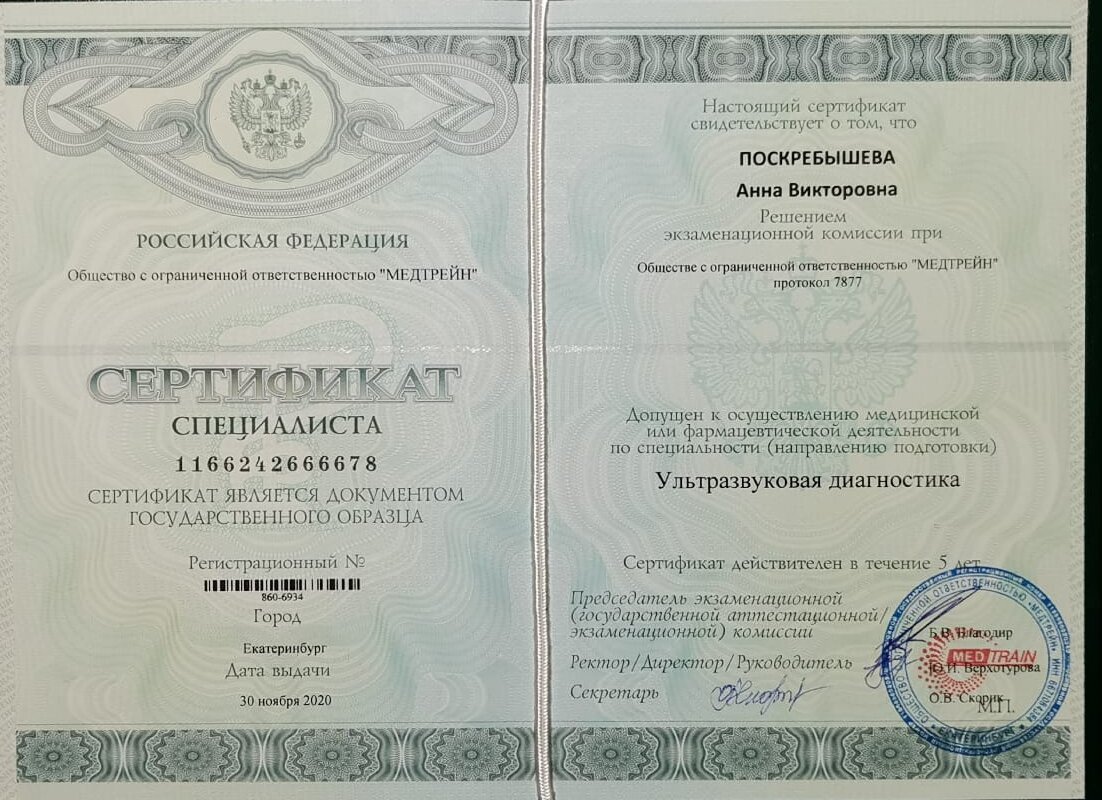 РОССИЙСКАЯ ФЕДЕРАЦИЯ
Общество с ограниченной ответственностью "МЕДТРЕЙН"
СЕРТИФИКАТ
СПЕЦИАЛИСТА
1166242666678
СЕРТИФИКАТ ЯВЛЯЕТСЯ ДОКУМЕНТОМ
ГОСУДАРСТВЕННОГО ОБРАЗЦА
Регистрационный №
860-6934
Город
Екатеринбург
Дата выдачи
30 ноября 2020
Настоящий сертификат
свидетельствует о том, что
ПОСКРЕБЫШЕВА
Анна Викторовна
Решением
экзаменационной комиссии при
Обществе с ограниченной ответственностью "МЕДТРЕЙН"
протокол 7877
Допущен к осуществлению медицинской
или фармацевтической деятельности
по специальности (направлению подготовки)
Ультразвуковая диагностика
Сертификат действителен в течение 5 лет
Председатель экзаменационной
(государственной аттестационной/
экзаменационной) комиссии
Б.В. Благодир
Ректор/Директор/Руководитель
Ю.И. Верхотурова
Секретарь
О.В. Скорик
М.П.
MED TRAIN
ЕКАТЕРИНБУРГ